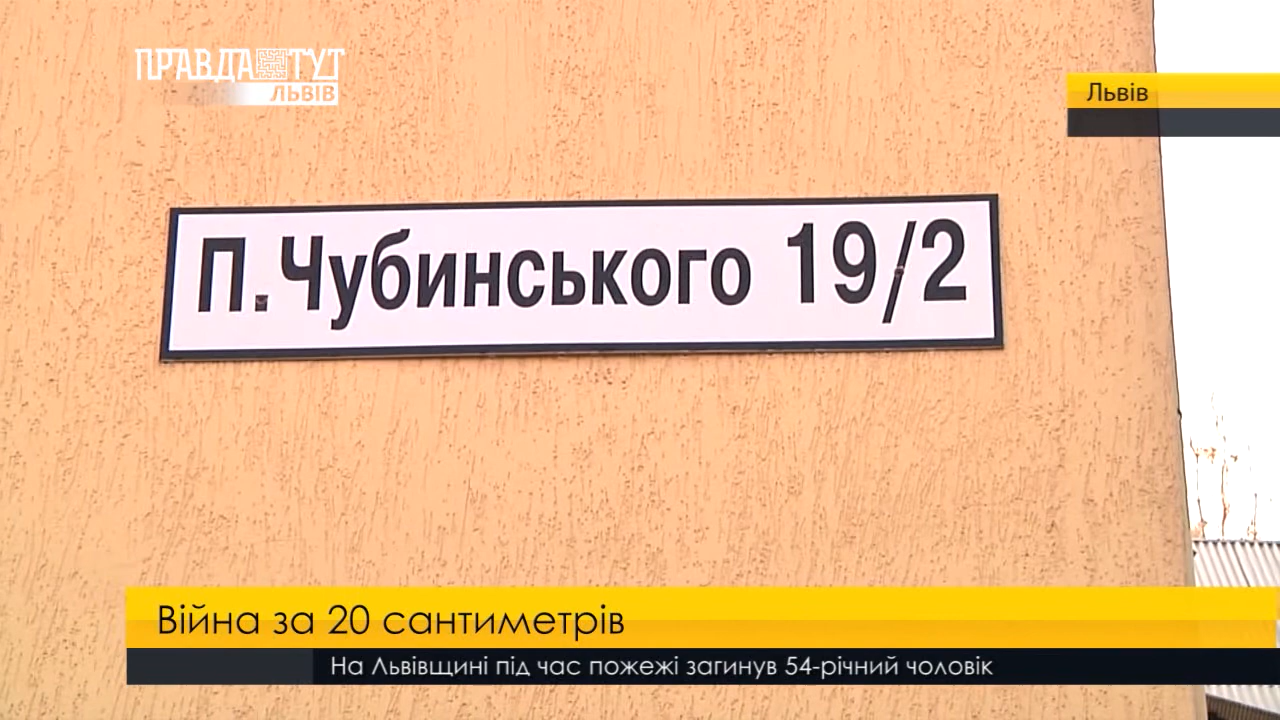 ПРАВДА ТУТ
ЛЬВІВ
Львів
П.Чубинського 19/2
Війна за 20 сантиметрів
На Львівщині під час пожежі загинув 54-річний чоловік